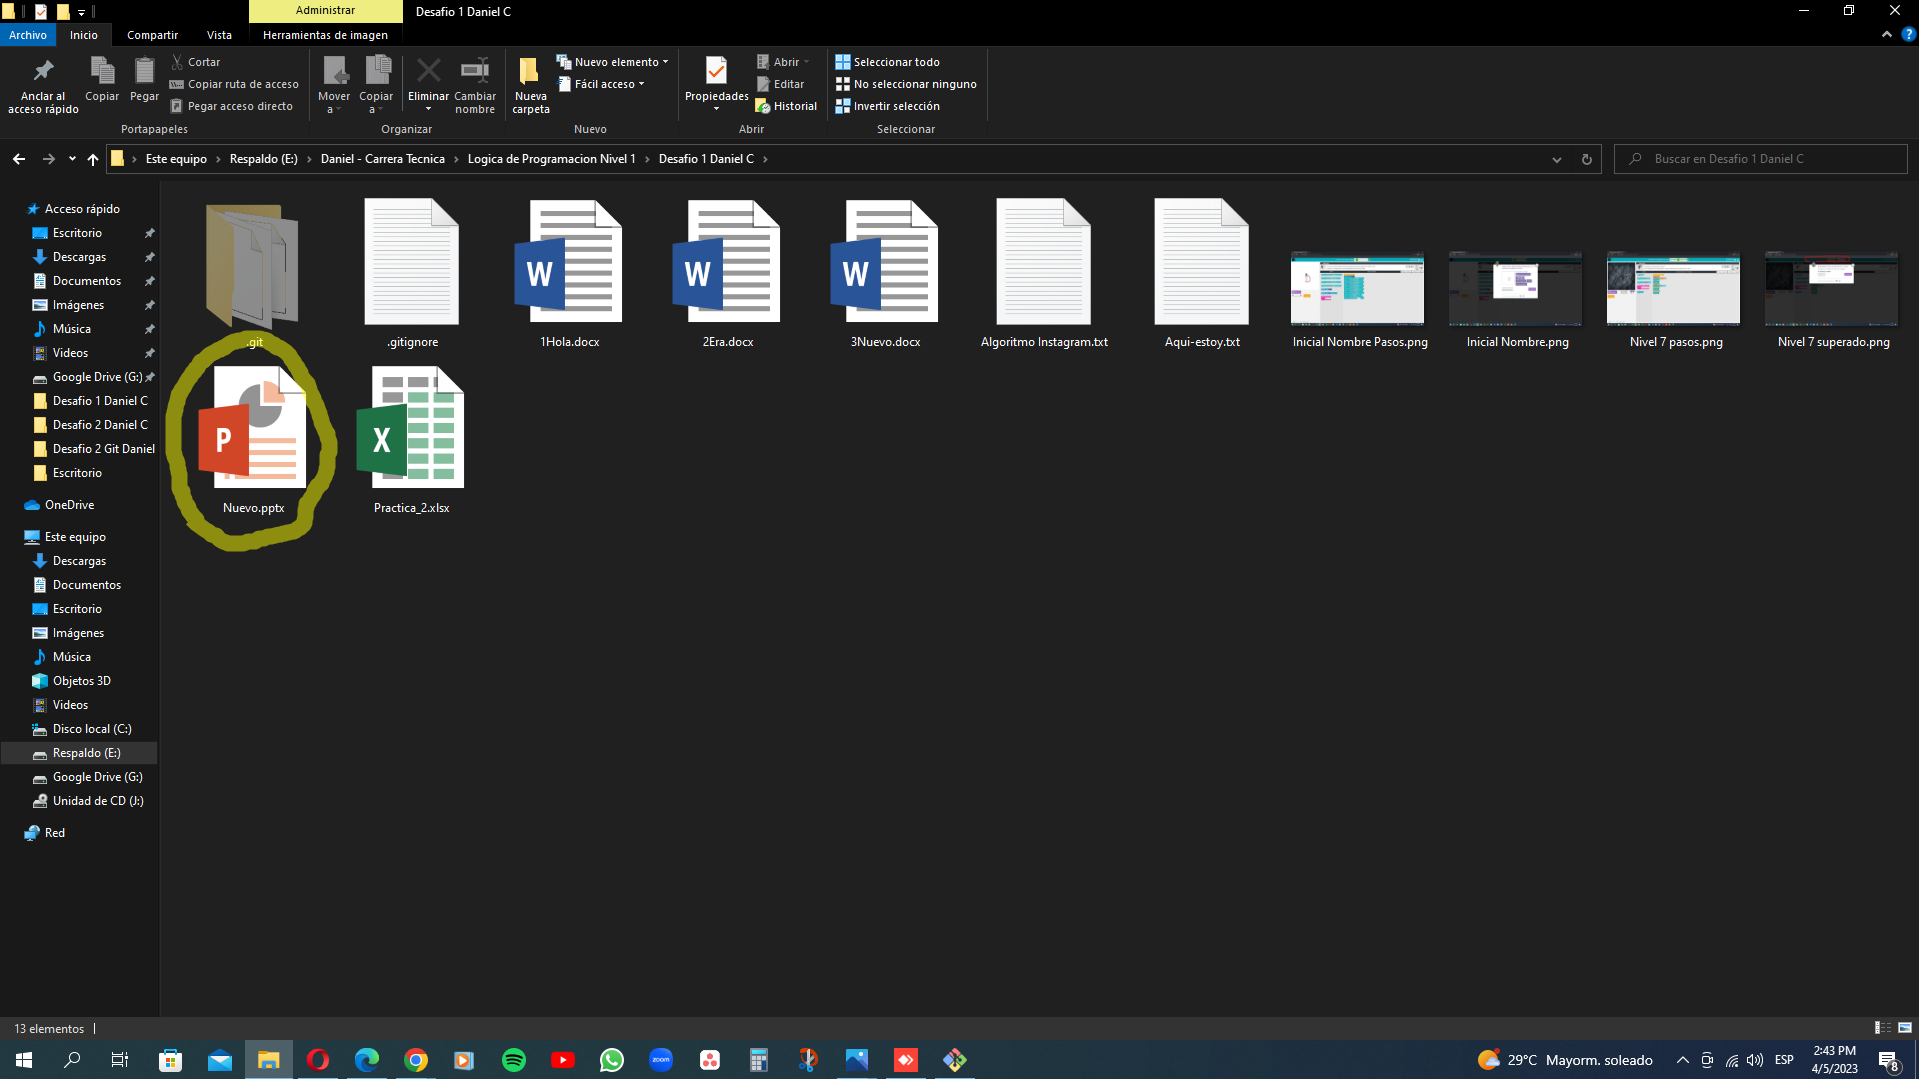 Administrar
Desafio 1 Daniel C
Archivo
Inicio
Compartir
Vista
Herramientas de imagen
Anclar al acceso rápido
Copiar
Pegar
Cortar
Copiar ruta de acceso
Pegar acceso directo
Portapapeles
Mover a
Copiar a
Eliminar
Cambiar nombre
Organizar
Nueva carpeta
Nuevo elemento
Fácil acceso
Nuevo
Propiedades
Abrir
Editar
Historial
Abrir
Seleccionar todo
No seleccionar ninguno
Invertir selección
Seleccionar
Este equipo > Respaldo (E:) > Daniel - Carrera Tecnica > Logica de Programacion Nivel 1 > Desafio 1 Daniel C >
Buscar en Desafio 1 Daniel C
Acceso rápido
Escritorio
Descargas
Documentos
Imágenes
Música
Videos
Google Drive (G:)
Desafio 1 Daniel C
Desafio 2 Daniel C
Desafio 2 Git Daniel
Escritorio
OneDrive
Este equipo
Descargas
Documentos
Escritorio
Imágenes
Música
Objetos 3D
Videos
Disco local (C:)
Respaldo (E:)
Google Drive (G:)
Unidad de CD (J:)
Red
.git
.gitignore
W
1Hola.docx
W
2Era.docx
W
3Nuevo.docx
Algoritmo Instagram.txt
Aqui-estoy.txt
Inicial Nombre Pasos.png
Inicial Nombre.png
Nivel 7 pasos.png
Nivel 7 superado.png
P
Nuevo.pptx
X
Practica_2.xlsx
13 elementos
zoom
29°C Mayorm. soleado
ESP
2:43 PM
4/5/2023
8